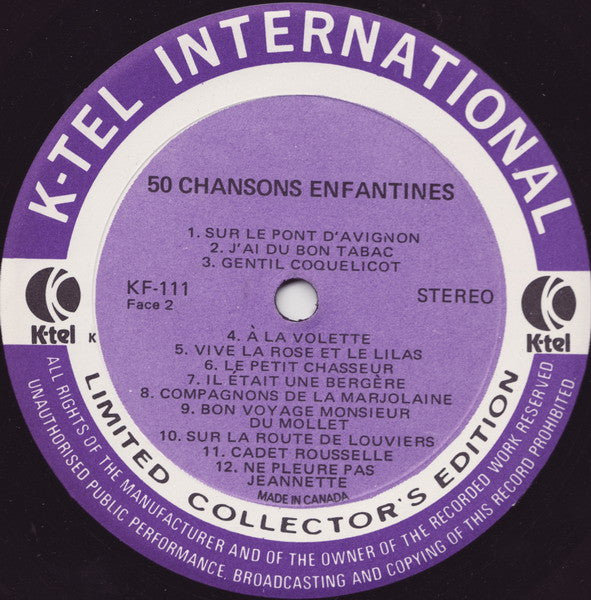 K-TEL INTERNATIONAL
50 CHANSONS ENFANTINES
1. SUR LE PONT D'AVIGNON
2. J'AI DU BON TABAC
3. GENTIL COQUELICOT
KF-111
Face 2
STEREO
K-tel
K
K-tel
4. À LA VOLETTE
5. VIVE LA ROSE ET LE LILAS
6. LE PETIT CHASSEUR
7. IL ÉTAIT UNE BERGÈRE
8. COMPAGNONS DE LA MARJOLAINE
9. BON VOYAGE MONSIEUR
DU MOLLET
10. SUR LA ROUTE DE LOUVIERS
11. CADET ROUSSELLE
12. NE PLEURE PAS
JEANNETTE
MADE IN CANADA
LIMITED COLLECTOR'S EDITION
ALL RIGHTS OF THE MANUFACTURER AND OF THE OWNER OF THE RECORDED WORK RESERVED
UNAUTHORISED PUBLIC PERFORMANCE, BROADCASTING AND COPYING OF THIS RECORD PROHIBITED.